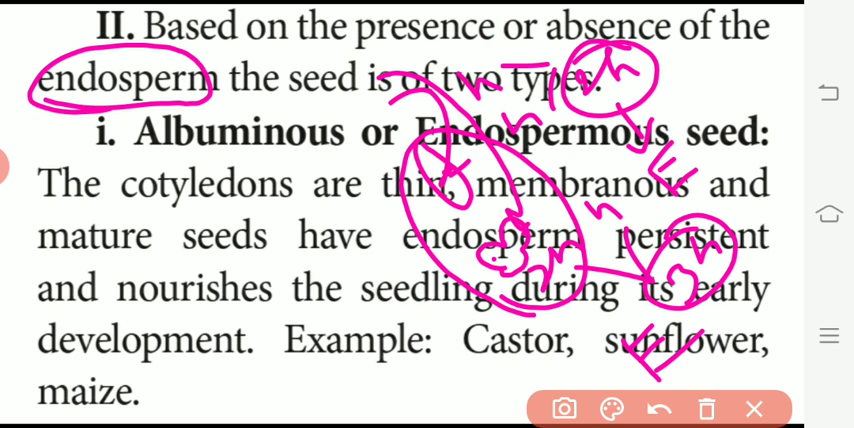 II. Based on the presence or absence of the
endosperm the seed is of two types.
i. Albuminous or Endospermous seed:
The cotyledons are thin, membranous and
mature seeds have endosperm persistent
and nourishes the seedling during its early
development. Example: Castor, sunflower,
maize.